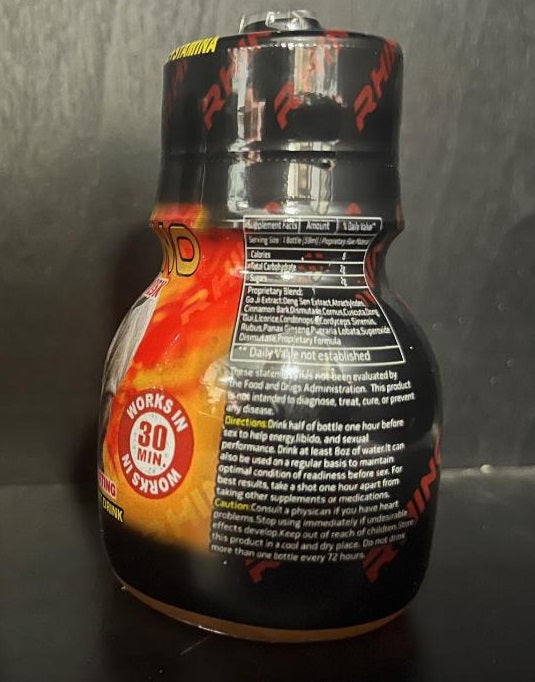 STAMINA
RHINO
Supplement Facts Amount % Daily Value*
Serving Size: 1 Bottle
Calories
Total Carbohydrate 2g
Sugars 2g
Proprietary Blend:
Go Ji Extract,Deng Sen Extract,Atractylodes,
Cinnamon Bark,Dismutake,Cornus,Cuscuta,Dong
Gui,Licorice,Condonops Cordyceps Sinensis,
Rubus,Panax Ginseng,Pueraria Lobata,Superoxide
Dismutase,Proprietary Formula
** Daily Value not established
These statements has not been evaluated by
the Food and Drugs Administration. This product
is not intended to diagnose, treat, cure, or prevent
any disease.
Directions:Drink half of bottle one hour before
sex to help energy,libido, and sexual
performance. Drink at least 8oz of water.It can
also be used on a regular basis to maintain
optimal condition of readiness before sex. For
best results, take a shot one hour apart from
taking other supplements or medications.
Caution:Consult a physican if you have heart
problems.Stop using immediately if undesirable
effects develop.Keep out of reach of children.Store
this product in a cool and dry place. Do not drink
more than one bottle every 72 hours.
WORKS IN
30
MIN.
WORKS IN
DRINK